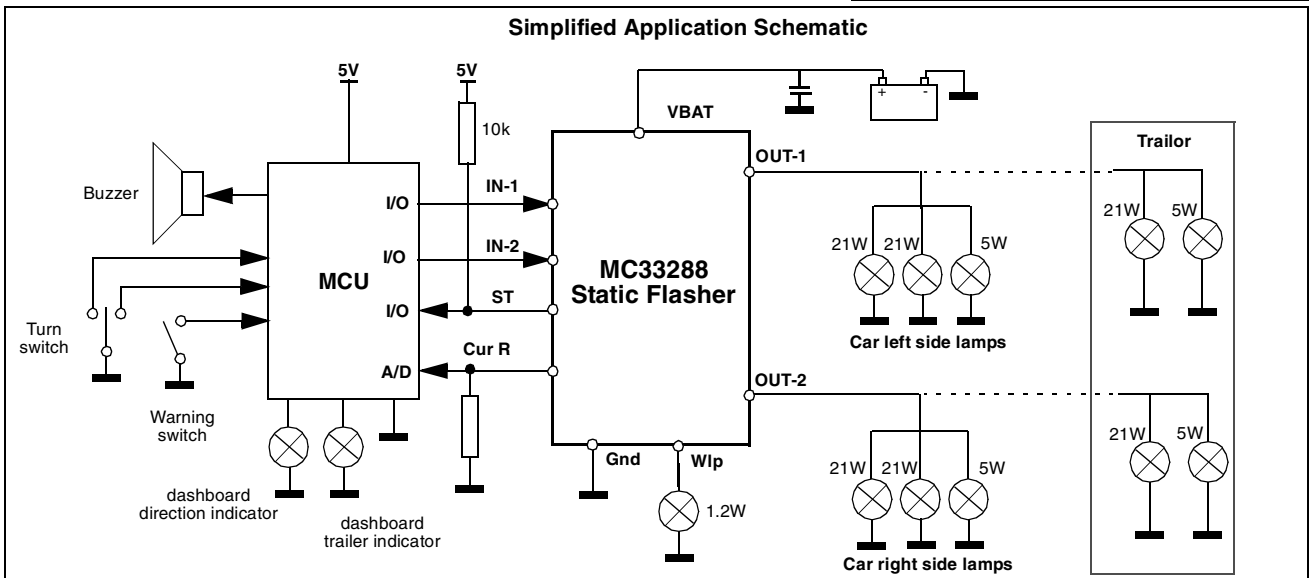 Simplified Application Schematic
5V
5V
10k
VBAT
+ -
Buzzer
I/O
IN-1
I/O
IN-2
MCU
I/O
ST
A/D
Cur R
MC33288
Static Flasher
OUT-1
OUT-2
Gnd
Wlp
1.2W
Turn
switch
Warning
switch
dashboard
direction indicator
dashboard
trailer indicator
21W 21W 5W
Car left side lamps
21W 21W 5W
Car right side lamps
Trailor
21W 5W
21W 5W